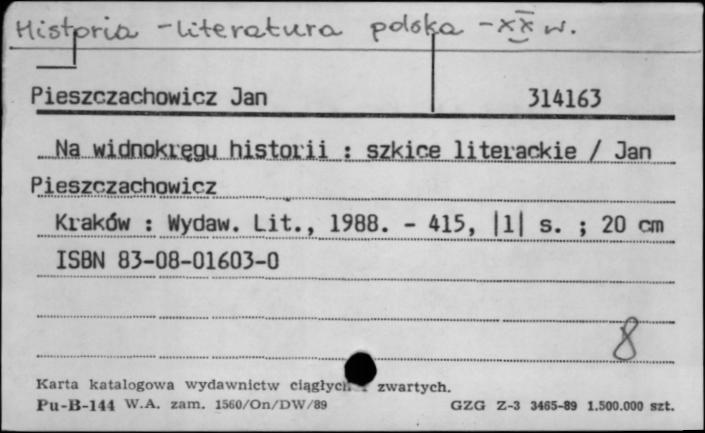 Historia - literatura polska - XX w.
Pieszczachowicz Jan 314163
Na widnokręgu historii : szkice literackie / Jan
Pieszczachowicz
Kraków : Wydaw. Lit., 1988. - 415, |1| s. ; 20 cm
ISBN 83-08-01603-0
8
Karta katalogowa wydawnictw ciągłych i zwartych.
Pu-B-144 W.A. zam. 1560/On/DW/89 GZG Z-3 3465-89 1.500.000 szt.